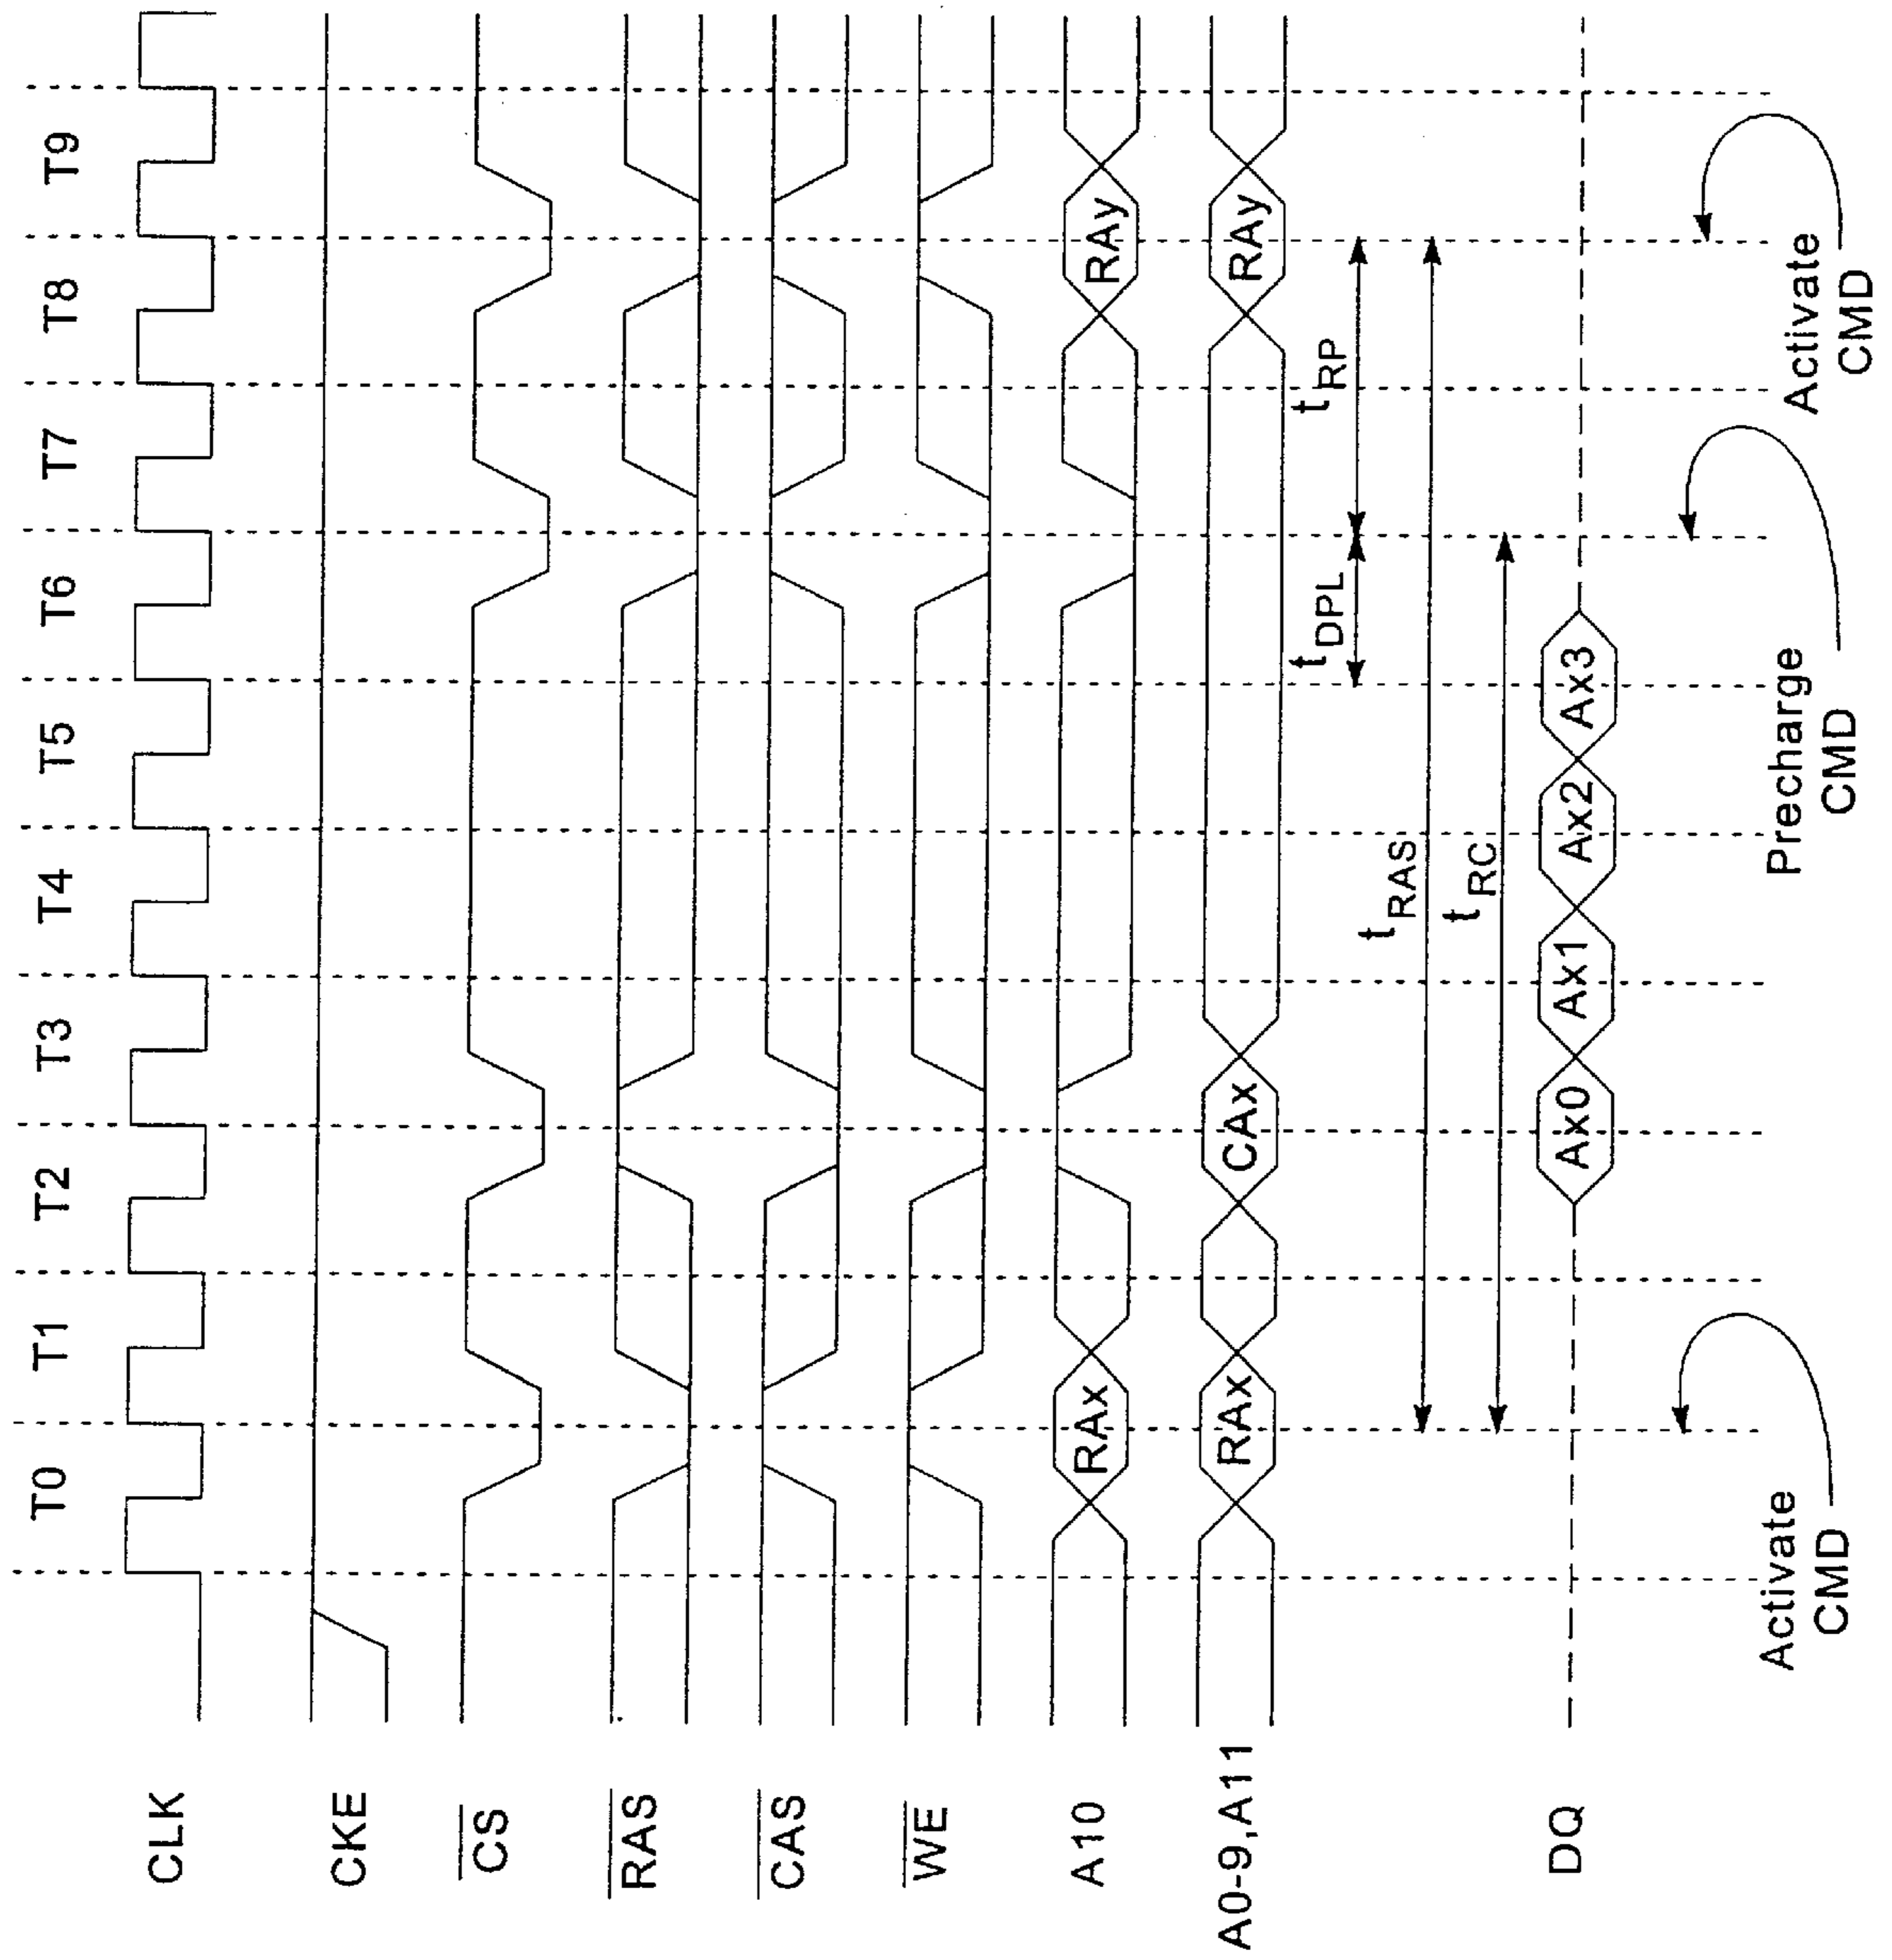 T0 T1 T2 T3 T4 T5 T6 T7 T8 T9
CLK
CKE
CS
RAS
CAS
WE
A10 RAx RAy
A0-9,A11 RAx CAx RAy
tDPL tRP
tRAS
tRC
DQ Ax0 Ax1 Ax2 Ax3
Activate
CMD
Precharge
CMD
Activate
CMD